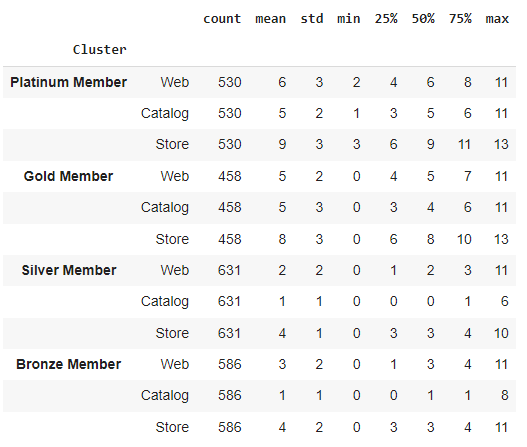 count mean std min 25% 50% 75% max
Cluster
Platinum Member Web 530 6 3 2 4 6 8 11
Catalog 530 5 2 1 3 5 6 11
Store 530 9 3 3 6 9 11 13
Gold Member Web 458 5 2 0 4 5 7 11
Catalog 458 5 3 0 3 4 6 11
Store 458 8 3 0 6 8 10 13
Silver Member Web 631 2 2 0 1 2 3 11
Catalog 631 1 1 0 0 0 1 6
Store 631 4 1 0 3 3 4 10
Bronze Member Web 586 3 2 0 1 3 4 11
Catalog 586 1 1 0 0 1 1 8
Store 586 4 2 0 3 3 4 11